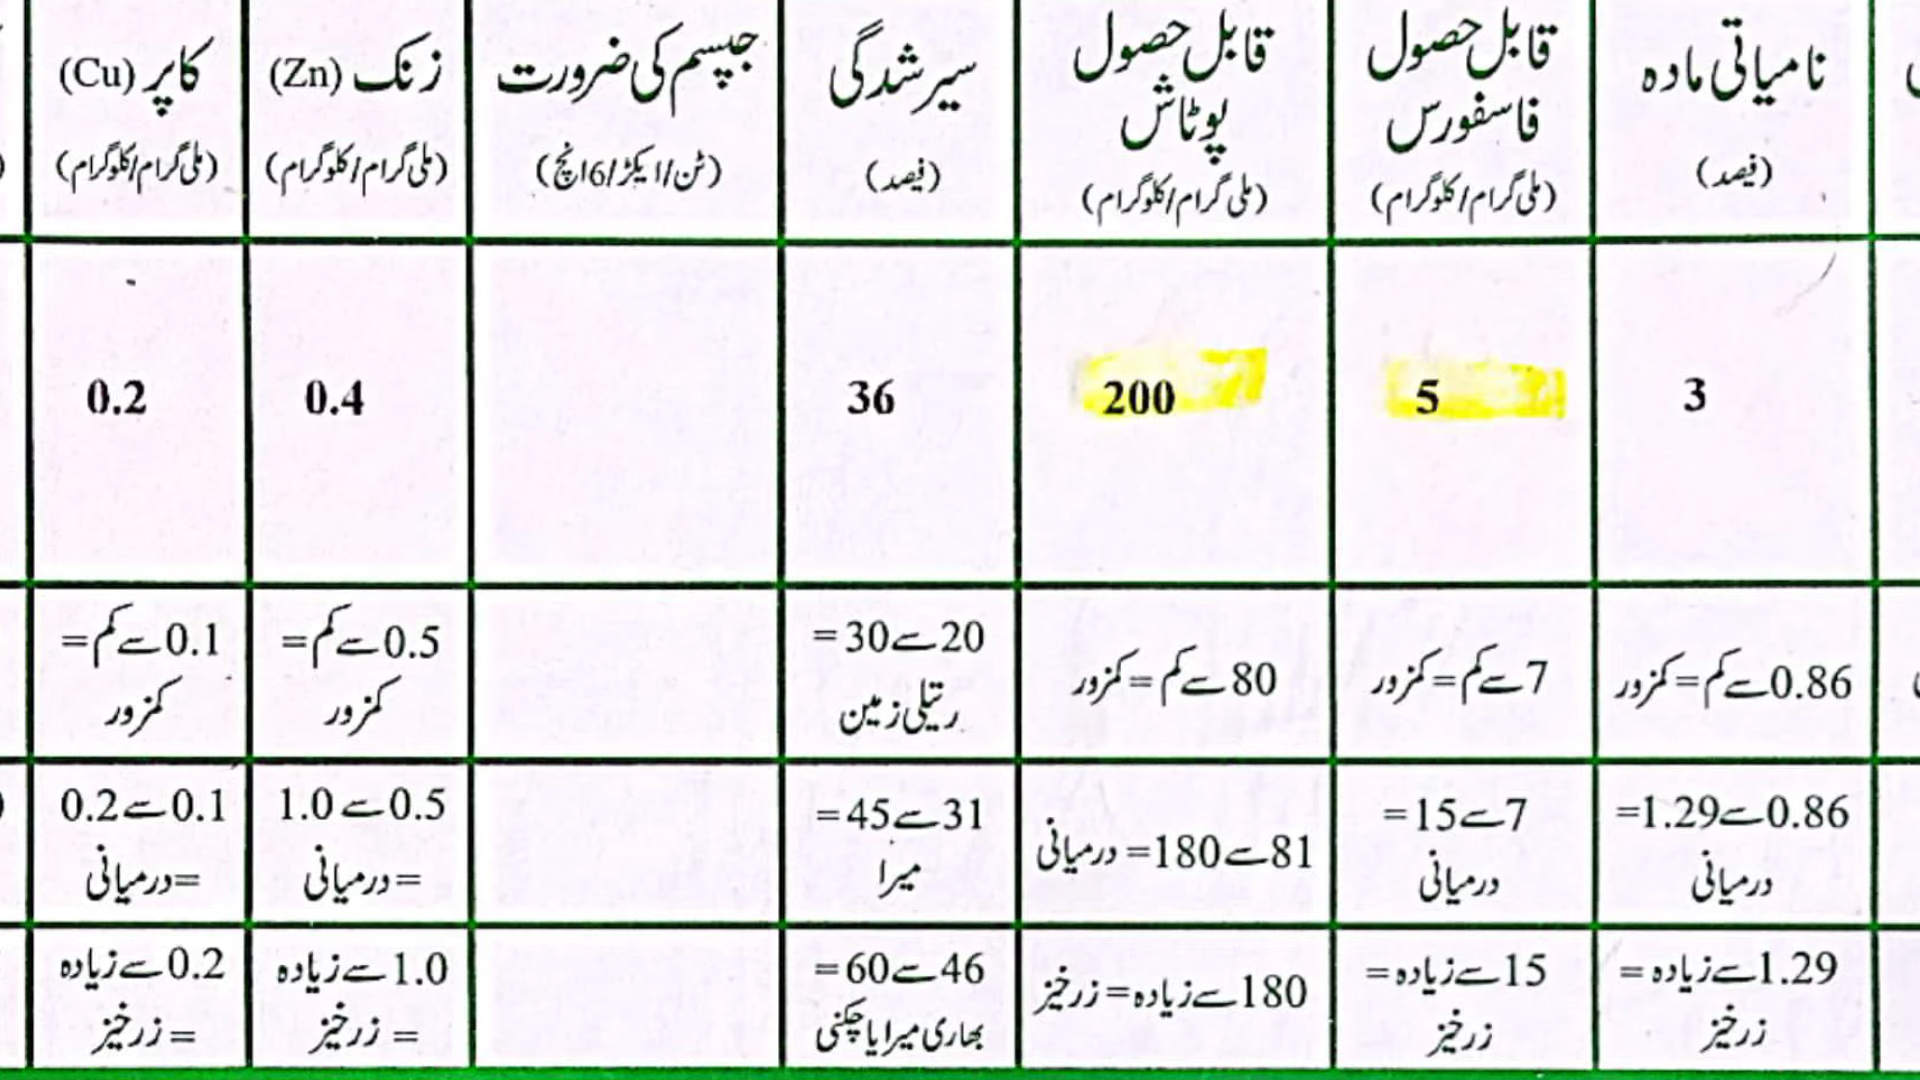 نامیاتی مادہ
(فیصد)
قابل حصول
فاسفورس
(ملی گرام/کلوگرام)
قابل حصول
پوٹاش
(ملی گرام/کلوگرام)
سیر شدگی
(فیصد)
جپسم کی ضرورت
(ٹن/ایکڑ/6انچ)
زنک (Zn)
(ملی گرام/کلوگرام)
کاپر (Cu)
(ملی گرام/کلوگرام)
3
5
200
36
0.4
0.2
0.86سے کم=کمزور
7سے کم=کمزور
80سے کم=کمزور
20سے30=
ریتلی زمین
0.5سے کم=
کمزور
0.1سے کم=
کمزور
0.86سے1.29=
درمیانی
7سے15=
درمیانی
81سے180=درمیانی
31سے45=
میرا
0.5سے1.0
=درمیانی
0.1سے0.2
=درمیانی
1.29سے زیادہ=
زرخیز
15سے زیادہ=
زرخیز
180سے زیادہ=زرخیز
46سے60=
بھاری میرا یا چکنی
1.0سے زیادہ
=زرخیز
0.2سے زیادہ
=زرخیز